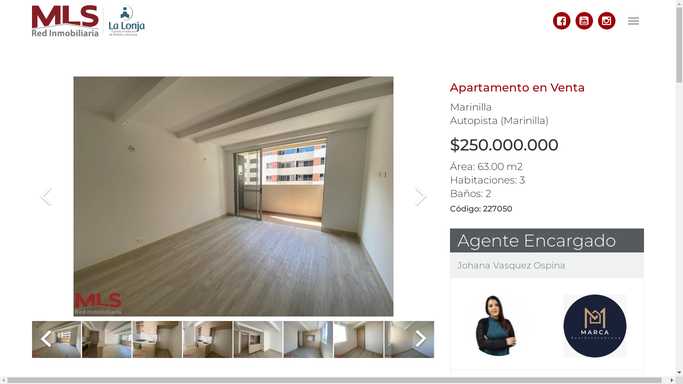 MLS
Red Inmobiliaria
La Lonja
Apartamento en Venta
Marinilla
Autopista (Marinilla)
$250.000.000
Área: 63.00 m2
Habitaciones: 3
Baños: 2
Código: 227050
MLS
Red Inmobiliaria
Agente Encargado
Johana Vasquez Ospina
MARCA